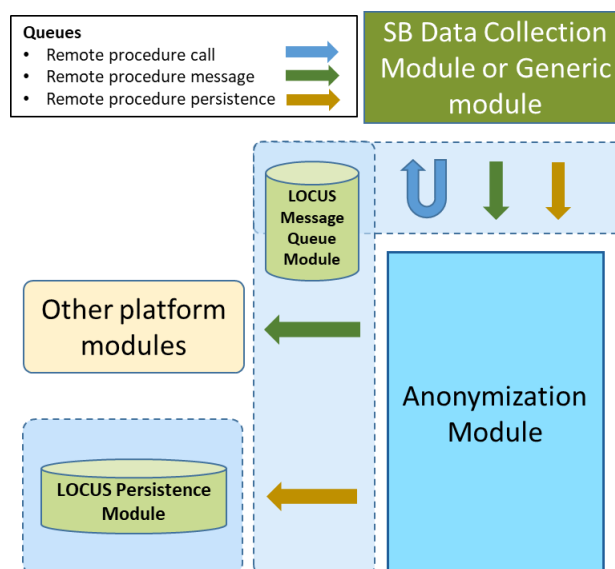 Queues
• Remote procedure call
• Remote procedure message
• Remote procedure persistence
SB Data Collection
Module or Generic
module
LOCUS
Message
Queue
Module
Other platform
modules
Anonymization
Module
LOCUS Persistence
Module